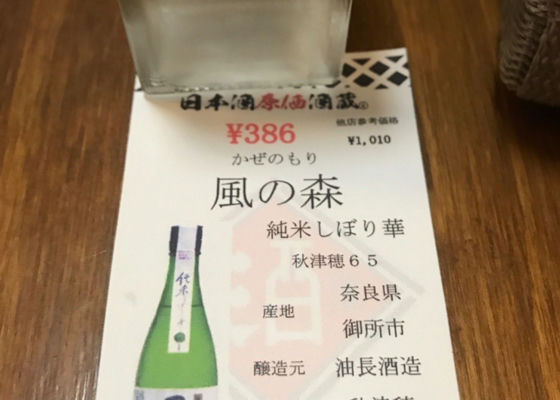 日本酒原価酒蔵®
他店参考価格
¥386
¥1,010
かぜのもり
風の森
純米しぼり華
秋津穂65
産地
奈良県
御所市
醸造元
油長酒造